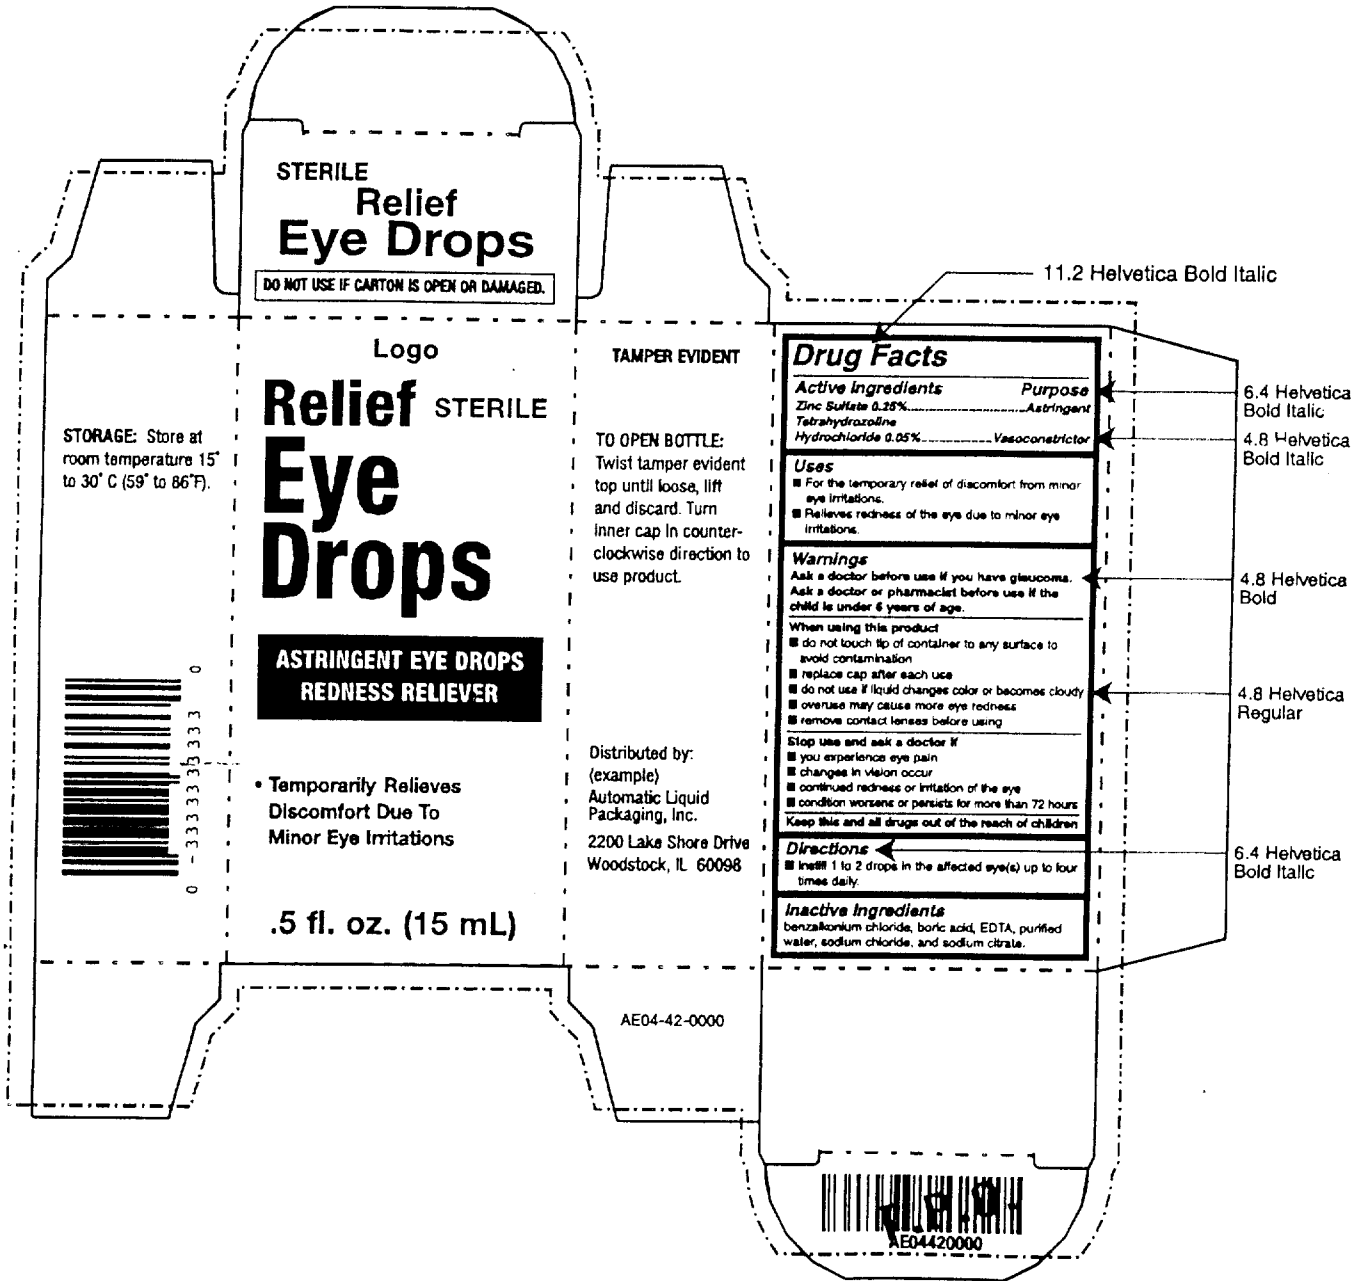 STERILE
Relief
Eye Drops
DO NOT USE IF CARTON IS OPEN OR DAMAGED.
STORAGE: Store at
room temperature 15°
to 30° C (59° to 86°F).
0 -3333333333 0
Logo
Relief STERILE
Eye
Drops
ASTRINGENT EYE DROPS
REDNESS RELIEVER
• Temporarily Relieves
Discomfort Due To
Minor Eye Irritations
.5 fl. oz. (15 mL)
TAMPER EVIDENT
TO OPEN BOTTLE:
Twist tamper evident
top until loose, lift
and discard. Turn
inner cap in counter-
clockwise direction to
use product.
Distributed by:
(example)
Automatic Liquid
Packaging, Inc.
2200 Lake Shore Drive
Woodstock, IL 60098
AE04-42-0000
Drug Facts
Active Ingredients Purpose
Zinc Sulfate 0.25%....................Astringent
Tetrahydrozoline
Hydrochloride 0.05%............Vasoconstrictor
Uses
■ For the temporary relief of discomfort from minor
eye irritations.
■ Relieves redness of the eye due to minor eye
irritations.
Warnings
Ask a doctor before use if you have glaucoma.
Ask a doctor or pharmacist before use if the
child is under 6 years of age.
When using this product
■ do not touch tip of container to any surface to
avoid contamination
■ replace cap after each use
■ do not use if liquid changes color or becomes cloudy
■ overuse may cause more eye redness
■ remove contact lenses before using
Stop use and ask a doctor if
■ you experience eye pain
■ changes in vision occur
■ continued redness or irritation of the eye
■ condition worsens or persists for more than 72 hours
Keep this and all drugs out of the reach of children
Directions
■ Instill 1 to 2 drops in the affected eye(s) up to four
times daily.
Inactive Ingredients
benzalkonium chloride, boric acid, EDTA, purified
water, sodium chloride, and sodium citrate.
11.2 Helvetica Bold Italic
6.4 Helvetica
Bold Italic
4.8 Helvetica
Bold Italic
4.8 Helvetica
Bold
4.8 Helvetica
Regular
6.4 Helvetica
Bold Italic
AE04420000